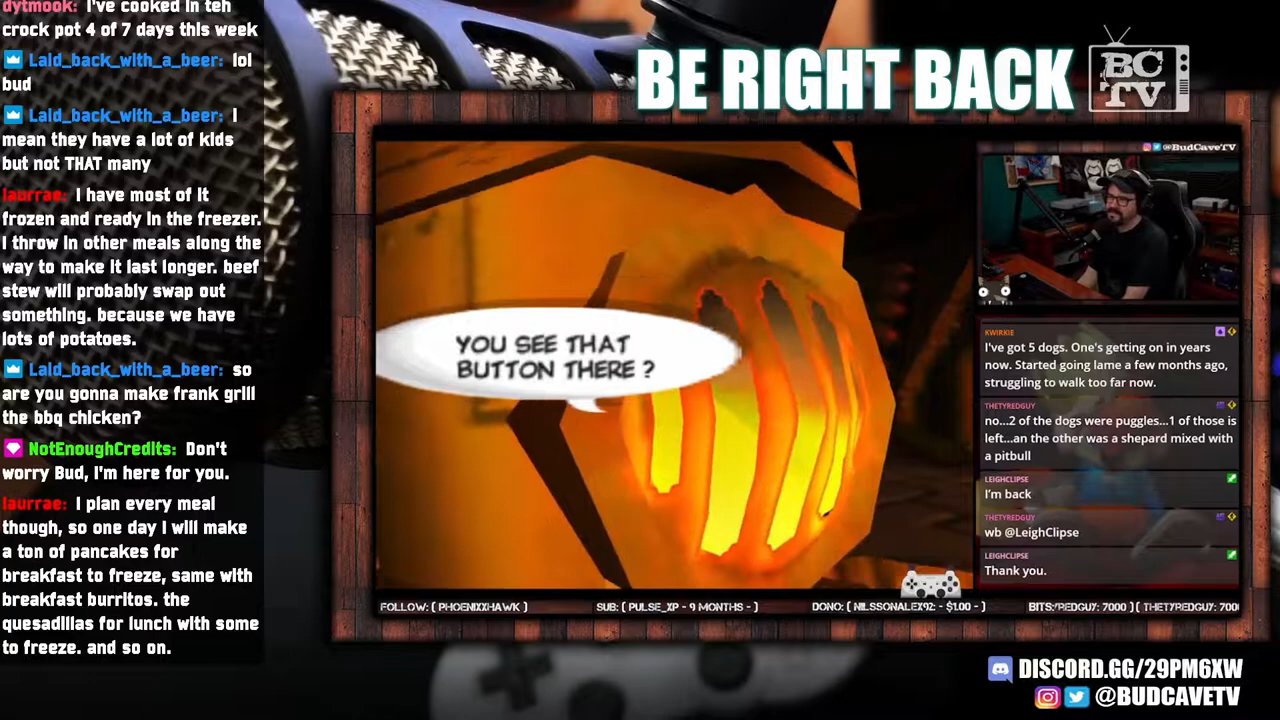 dytmook: I've cooked in teh
crock pot 4 of 7 days this week
Laid_back_with_a_beer: lol
bud
Laid_back_with_a_beer: I
mean they have a lot of kids
but not THAT many
laurrae: I have most of it
frozen and ready in the freezer.
I throw in other meals along the
way to make it last longer. beef
stew will probably swap out
something. because we have
lots of potatoes.
Laid_back_with_a_beer: so
are you gonna make frank grill
the bbq chicken?
NotEnoughCredits: Don't
worry Bud, I'm here for you.
laurrae: I plan every meal
though, so one day I will make
a ton of pancakes for
breakfast to freeze, same with
breakfast burritos. the
quesadillas for lunch with some
to freeze. and so on.
BE RIGHT BACK
BC
TV
@BudCaveTV
YOU SEE THAT
BUTTON THERE ?
KWIRKIE
I've got 5 dogs. One's getting on in years
now. Started going lame a few months ago,
struggling to walk too far now.
THETYREDGUY
no...2 of the dogs were puggles...1 of those is
left...an the other was a shepard mixed with
a pitbull
LEIGHCLIPSE
I'm back
THETYREDGUY
wb @LeighClipse
LEIGHCLIPSE
Thank you.
FOLLOW: ( PHOENIXXHAWK )
SUB: ( PULSE_XP - 9 MONTHS - )
DONO: ( NILSSONALEX92: - $1.00 - )
BITS: REDGUY: 7000 ) ( THETYREDGUY: 700
DISCORD.GG/29PM6XW
@BUDCAVETV